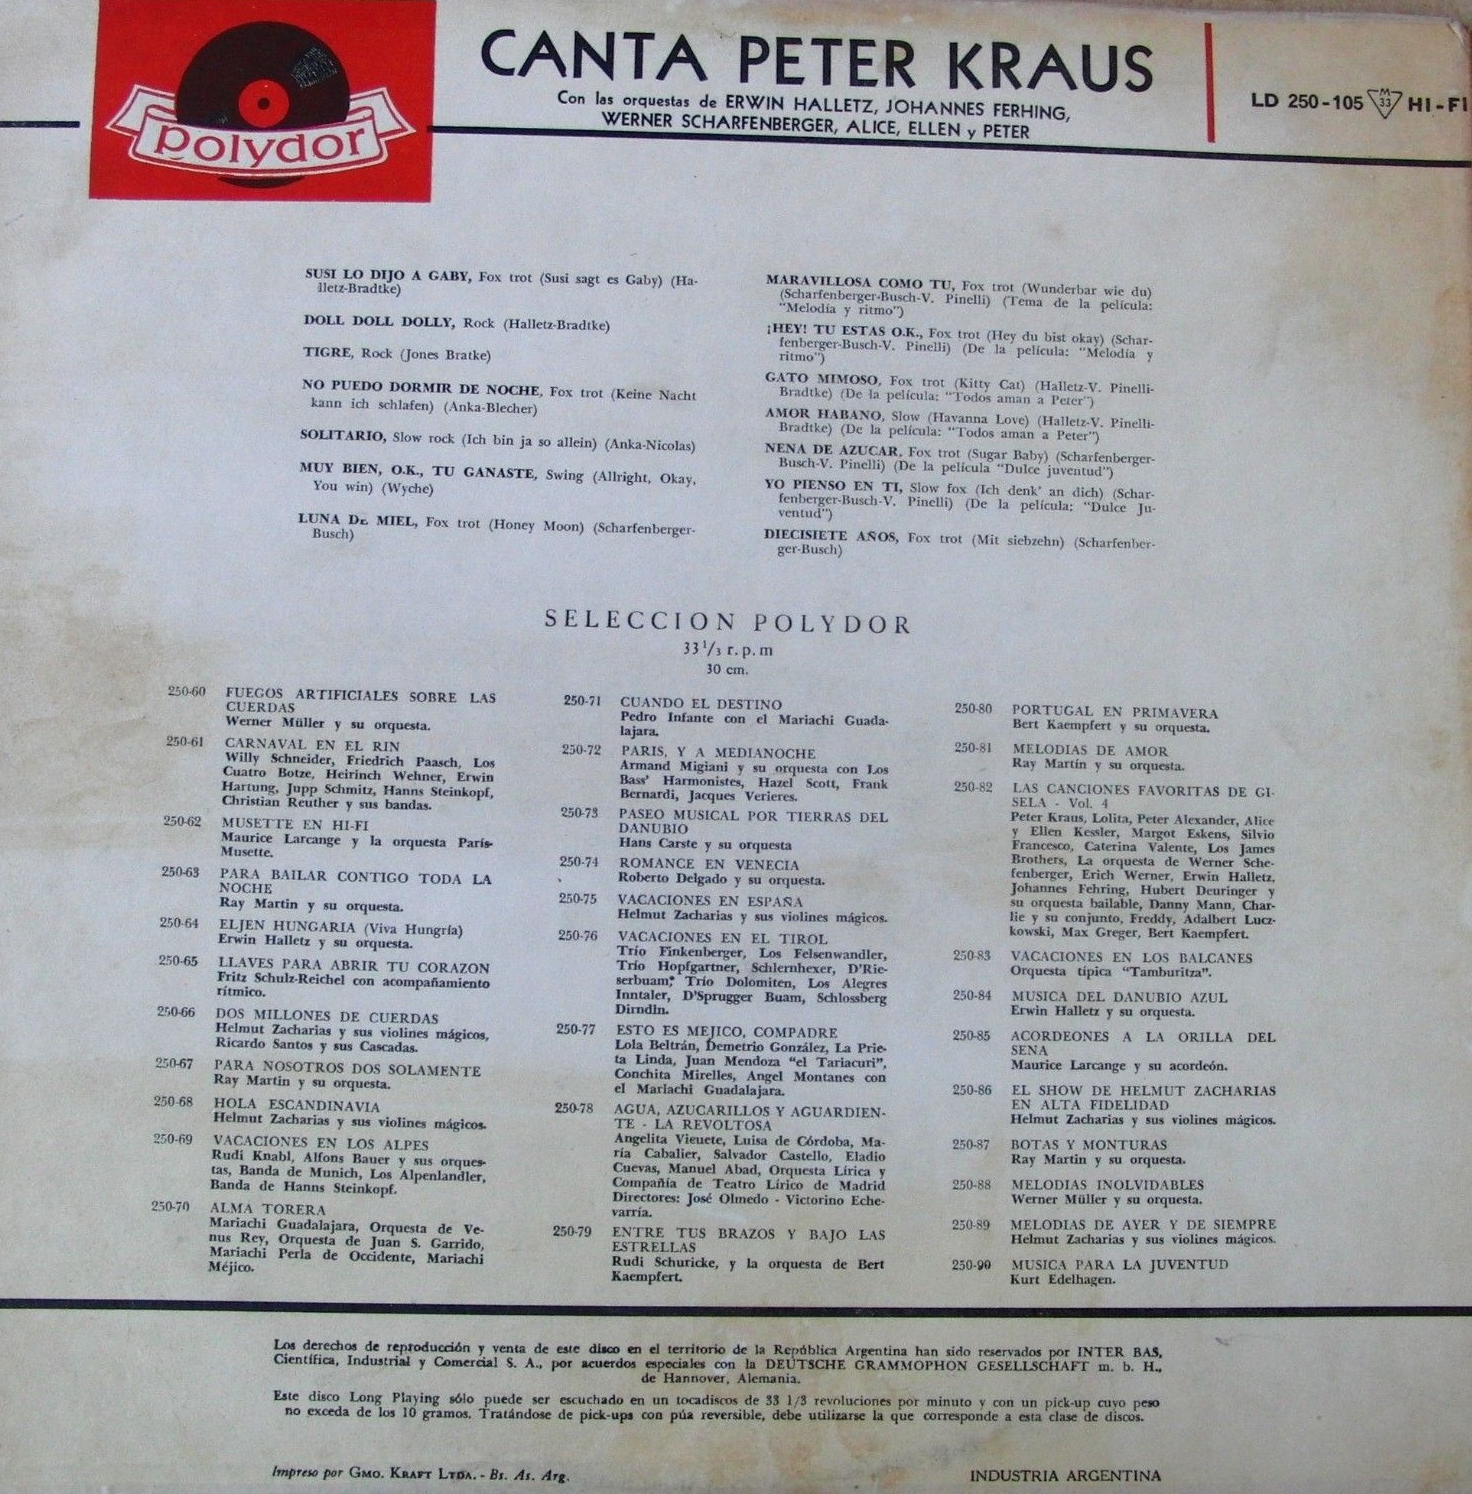 polydor
CANTA PETER KRAUS
Con las orquestas de ERWIN HALLETZ, JOHANNES FERHING,
WERNER SCHARFENBERGER, ALICE, ELLEN y PETER
LD 250-105 M 33 HI-FI
SUSI LO DIJO A GABY, Fox trot (Susi sagt es Gaby) (Ha-
lletz-Bradtke)
DOLL DOLL DOLLY, Rock (Halletz-Bradtke)
TIGRE, Rock (Jones Bratke)
NO PUEDO DORMIR DE NOCHE, Fox trot (Keine Nacht
kann ich schlafen) (Anka-Blecher)
SOLITARIO, Slow rock (Ich bin ja so allein) (Anka-Nicolas)
MUY BIEN, O.K., TU GANASTE, Swing (Allright, Okay,
You win) (Wyche)
LUNA DE MIEL, Fox trot (Honey Moon) (Scharfenberger-
Busch)
MARAVILLOSA COMO TU, Fox trot (Wunderbar wie du)
(Scharfenberger-Busch-V. Pinelli) (Tema de la película:
"Melodía y ritmo")
¡HEY! TU ESTAS O.K., Fox trot (Hey du bist okay) (Schar-
fenberger-Busch-V. Pinelli) (De la película: "Melodía y
ritmo")
GATO MIMOSO, Fox trot (Kitty Cat) (Halletz-V. Pinelli-
Bradtke) (De la película: "Todos aman a Peter")
AMOR HABANO, Slow (Havanna Love) (Halletz-V. Pinelli-
Bradtke) (De la película: "Todos aman a Peter")
NENA DE AZUCAR, Fox trot (Sugar Baby) (Scharfenberger-
Busch-V. Pinelli) (De la película "Dulce juventud")
YO PIENSO EN TI, Slow fox (Ich denk' an dich) (Schar-
fenberger-Busch-V. Pinelli) (De la película: "Dulce Ju-
ventud")
DIECISIETE AÑOS, Fox trot (Mit siebzehn) (Scharfenber-
ger-Busch)
SELECCION POLYDOR
33 1/3 r. p. m
30 cm.
250-60 FUEGOS ARTIFICIALES SOBRE LAS
CUERDAS
Werner Müller y su orquesta.
250-61 CARNAVAL EN EL RIN
Willy Schneider, Friedrich Paasch, Los
Cuatro Botze, Heirinch Wehner, Erwin
Hartung, Jupp Schmitz, Hanns Steinkopf,
Christian Reuther y sus bandas.
250-62 MUSETTE EN HI-FI
Maurice Larcange y la orquesta París-
Musette.
250-63 PARA BAILAR CONTIGO TODA LA
NOCHE
Ray Martin y su orquesta.
250-64 ELJEN HUNGARIA (Viva Hungría)
Erwin Halletz y su orquesta.
250-65 LLAVES PARA ABRIR TU CORAZON
Fritz Schulz-Reichel con acompañamiento
rítmico.
250-66 DOS MILLONES DE CUERDAS
Helmut Zacharias y sus violines mágicos,
Ricardo Santos y sus Cascadas.
250-67 PARA NOSOTROS DOS SOLAMENTE
Ray Martin y su orquesta.
250-68 HOLA ESCANDINAVIA
Helmut Zacharias y sus violines mágicos.
250-69 VACACIONES EN LOS ALPES
Rudi Knabl, Alfons Bauer y sus orques-
tas, Banda de Munich, Los Alpenlandler,
Banda de Hanns Steinkopf.
250-70 ALMA TORERA
Mariachi Guadalajara, Orquesta de Ve-
nus Rey, Orquesta de Juan S. Garrido,
Mariachi Perla de Occidente, Mariachi
Méjico.
250-71 CUANDO EL DESTINO
Pedro Infante con el Mariachi Guada-
lajara.
250-72 PARIS, Y A MEDIANOCHE
Armand Migiani y su orquesta con Los
Bass' Harmonistes, Hazel Scott, Frank
Bernardi, Jacques Verieres.
250-73 PASEO MUSICAL POR TIERRAS DEL
DANUBIO
Hans Carste y su orquesta
250-74 ROMANCE EN VENECIA
Roberto Delgado y su orquesta.
250-75 VACACIONES EN ESPAÑA
Helmut Zacharias y sus violines mágicos.
250-76 VACACIONES EN EL TIROL
Trío Finkenberger, Los Felsenwandler,
Trío Hopfgartner, Schlernhexer, D'Rie-
serbuam, Trío Dolomiten, Los Alegres
Inntaler, D'Sprugger Buam, Schlossberg
Dirndln.
250-77 ESTO ES MEJICO, COMPADRE
Lola Beltrán, Demetrio González, La Prie-
ta Linda, Juan Mendoza "el Tariacuri",
Conchita Mirelles, Angel Montanes con
el Mariachi Guadalajara.
250-78 AGUA, AZUCARILLOS Y AGUARDIEN-
TE - LA REVOLTOSA
Angelita Vieuete, Luisa de Córdoba, Ma-
ría Cabalier, Salvador Castello, Eladio
Cuevas, Manuel Abad, Orquesta Lírica y
Compañía de Teatro Lírico de Madrid
Directores: José Olmedo - Victorino Eche-
varría.
250-79 ENTRE TUS BRAZOS Y BAJO LAS
ESTRELLAS
Rudi Schuricke, y la orquesta de Bert
Kaempfert.
250-80 PORTUGAL EN PRIMAVERA
Bert Kaempfert y su orquesta.
250-81 MELODIAS DE AMOR
Ray Martín y su orquesta.
250-82 LAS CANCIONES FAVORITAS DE GI-
SELA - Vol. 4
Peter Kraus, Lolita, Peter Alexander, Alice
y Ellen Kessler, Margot Eskens, Silvio
Francesco, Caterina Valente, Los James
Brothers, La orquesta de Werner Sche-
fenberger, Erich Werner, Erwin Halletz,
Johannes Fehring, Hubert Deuringer y
su orquesta bailable, Danny Mann, Char-
lie y su conjunto, Freddy, Adalbert Lucz-
kowski, Max Greger, Bert Kaempfert.
250-83 VACACIONES EN LOS BALCANES
Orquesta típica "Tamburitza".
250-84 MUSICA DEL DANUBIO AZUL
Erwin Halletz y su orquesta.
250-85 ACORDEONES A LA ORILLA DEL
SENA
Maurice Larcange y su acordeón.
250-86 EL SHOW DE HELMUT ZACHARIAS
EN ALTA FIDELIDAD
Helmut Zacharias y sus violines mágicos.
250-87 BOTAS Y MONTURAS
Ray Martin y su orquesta.
250-88 MELODIAS INOLVIDABLES
Werner Müller y su orquesta.
250-89 MELODIAS DE AYER Y DE SIEMPRE
Helmut Zacharias y sus violines mágicos.
250-90 MUSICA PARA LA JUVENTUD
Kurt Edelhagen.
Los derechos de reproducción y venta de este disco en el territorio de la República Argentina han sido reservados por INTER BAS,
Científica, Industrial y Comercial S. A., por acuerdos especiales con la DEUTSCHE GRAMMOPHON GESELLSCHAFT m. b. H.,
de Hannover, Alemania.
Este disco Long Playing sólo puede ser escuchado en un tocadiscos de 33 1/3 revoluciones por minuto y con un pick-up cuyo peso
no exceda de los 10 gramos. Tratándose de pick-ups con púa reversible, debe utilizarse la que corresponde a esta clase de discos.
Impreso por GMO. KRAFT LTDA. - Bs. As. Arg.
INDUSTRIA ARGENTINA